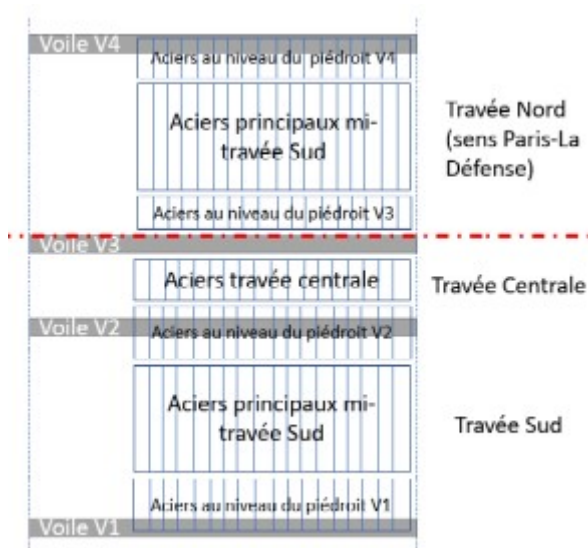 Voile V4
Aciers au niveau du piédroit V4
Aciers principaux mi-
travée Sud
Travée Nord
(sens Paris-La
Défense)
Aciers au niveau du piédroit V3
Voile V3
Aciers travée centrale
Travée Centrale
Voile V2
Aciers au niveau du piédroit V2
Aciers principaux mi-
travée Sud
Travée Sud
Aciers au niveau du piédroit V1
Voile V1